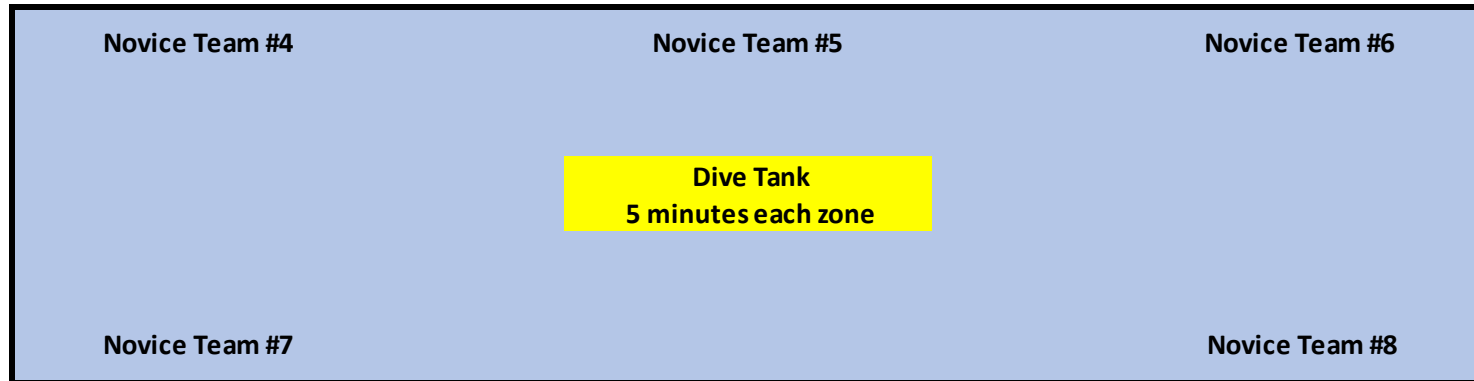 Novice Team #4 Novice Team #5 Novice Team #6
Dive Tank
5 minutes each zone
Novice Team #7 Novice Team #8